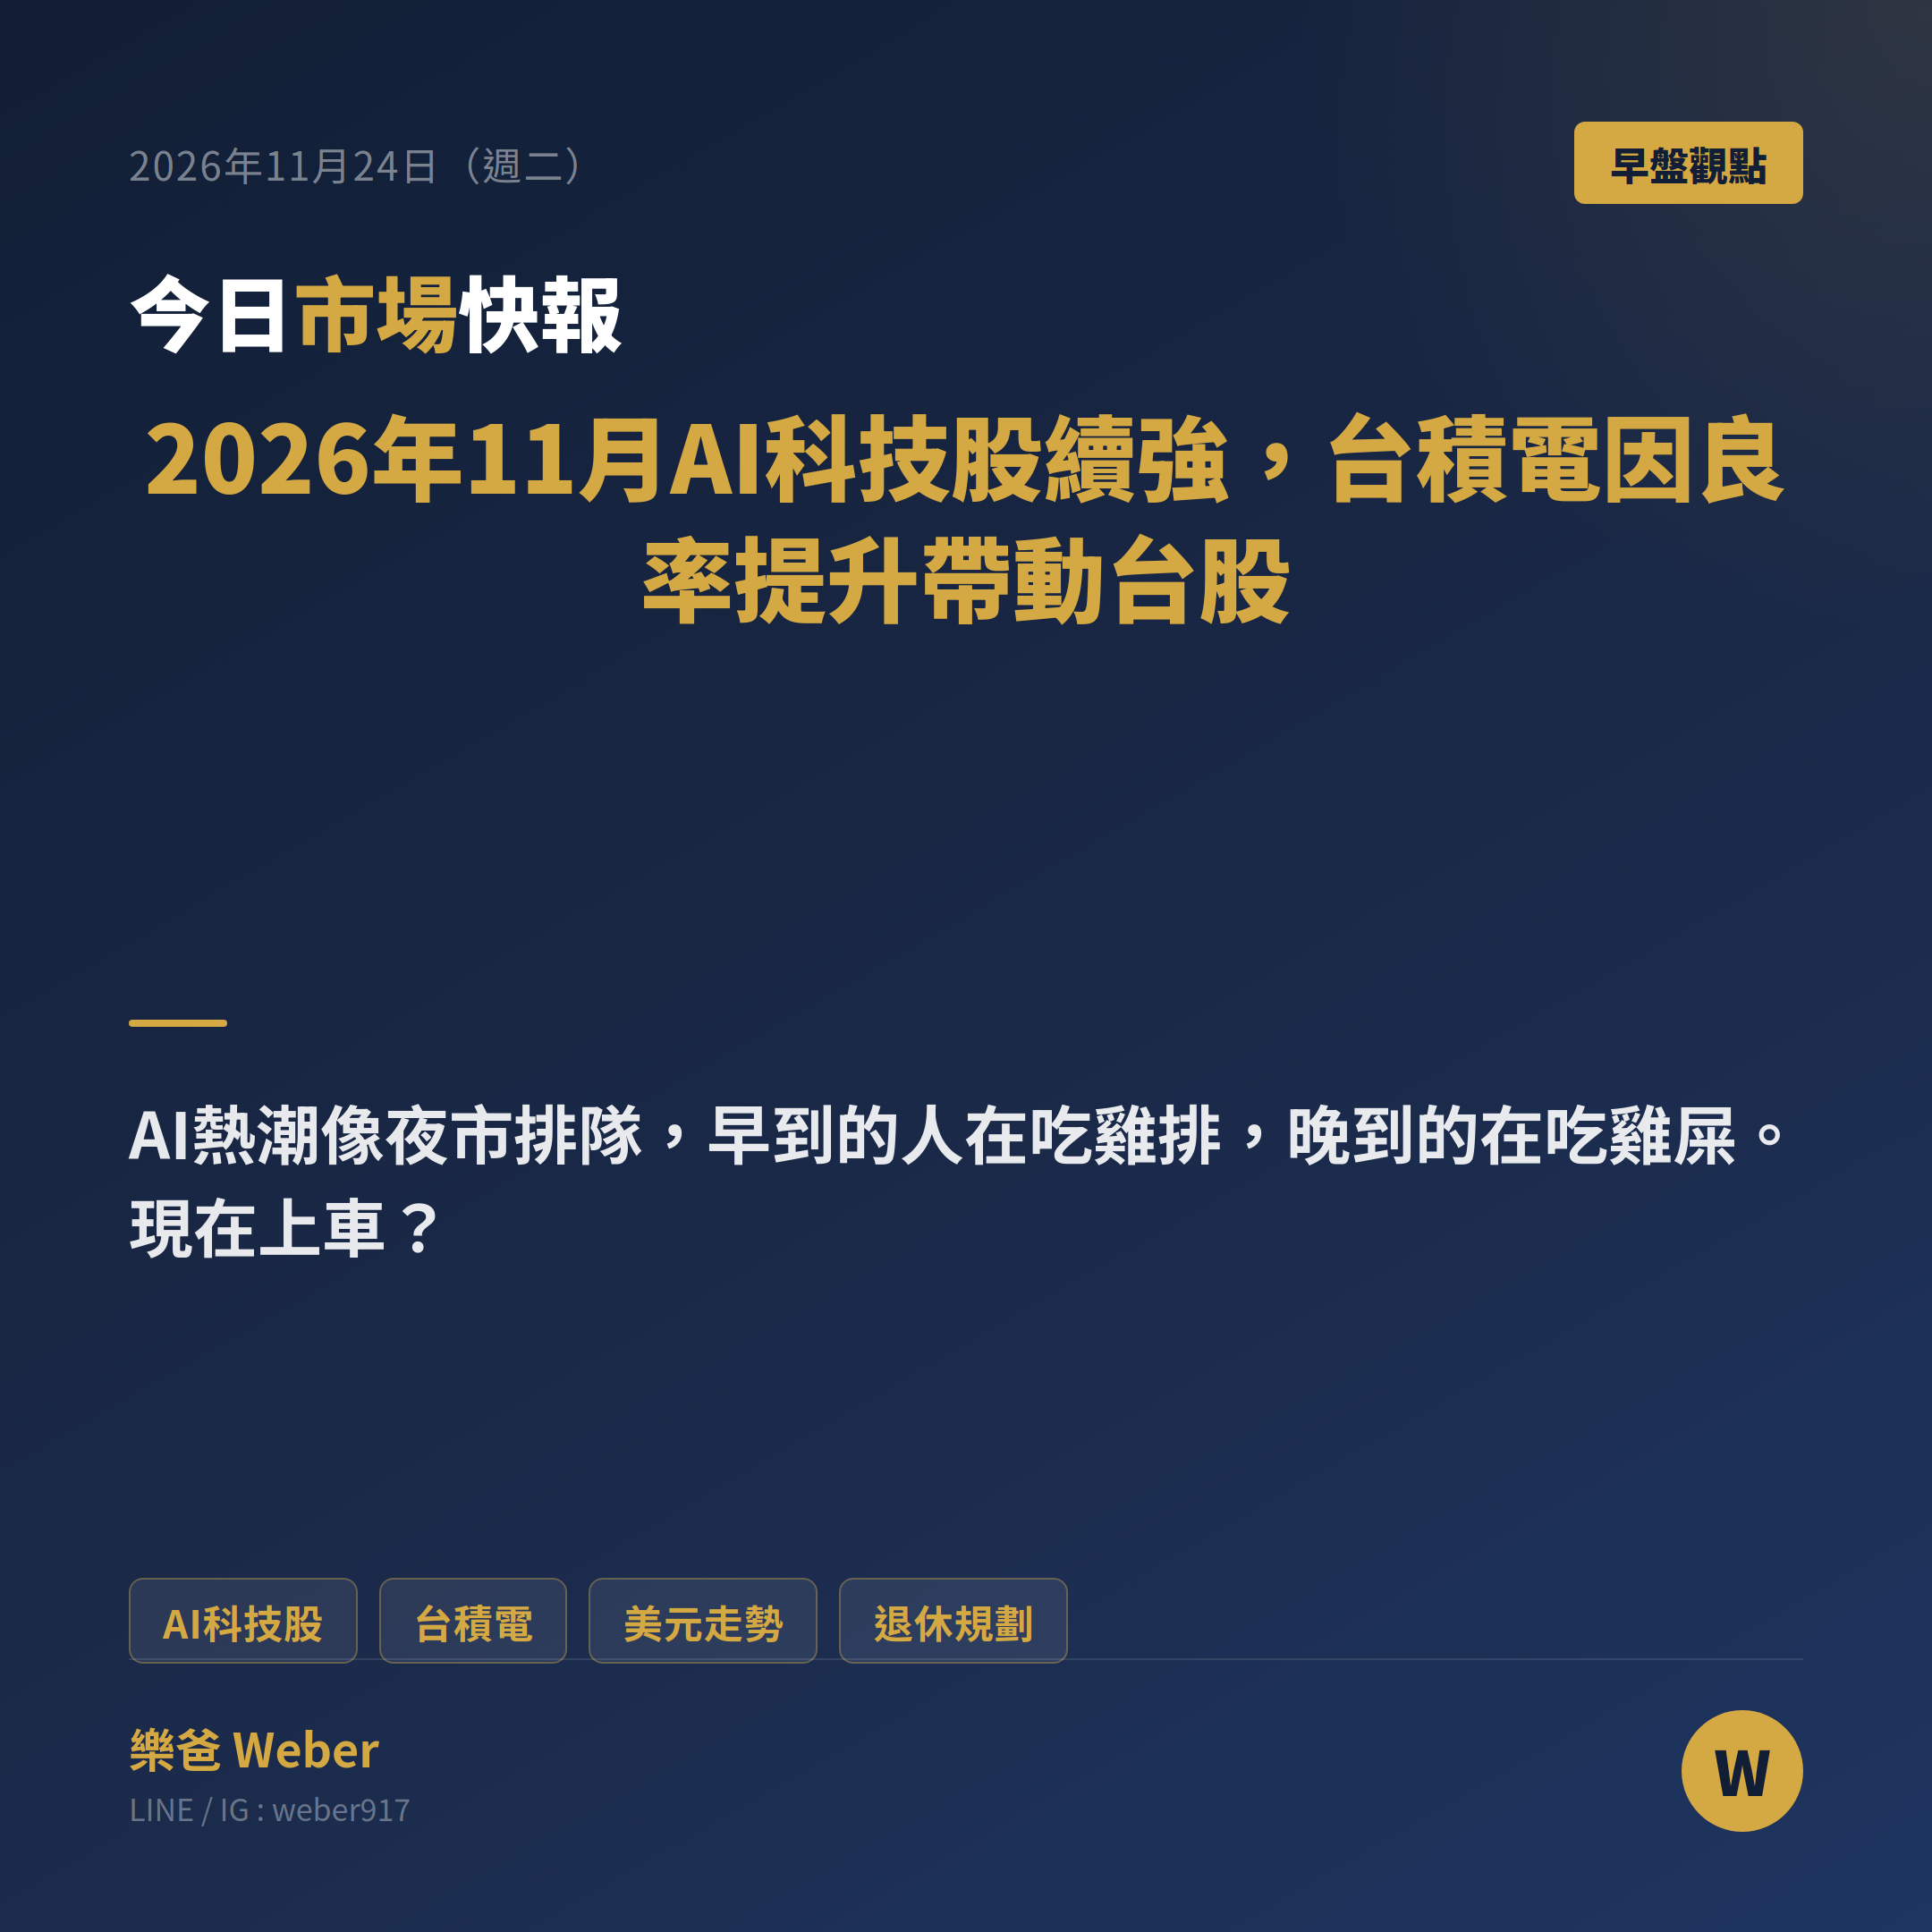 2026年11月24日（週二）
早盤觀點
今日市場快報
2026年11月AI科技股續強，台積電因良
率提升帶動台股
AI熱潮像夜市排隊，早到的人在吃雞排，晚到的在吃雞屎。
現在上車？
AI科技股
台積電
美元走勢
退休規劃
樂爸 Weber
LINE / IG : weber917
W